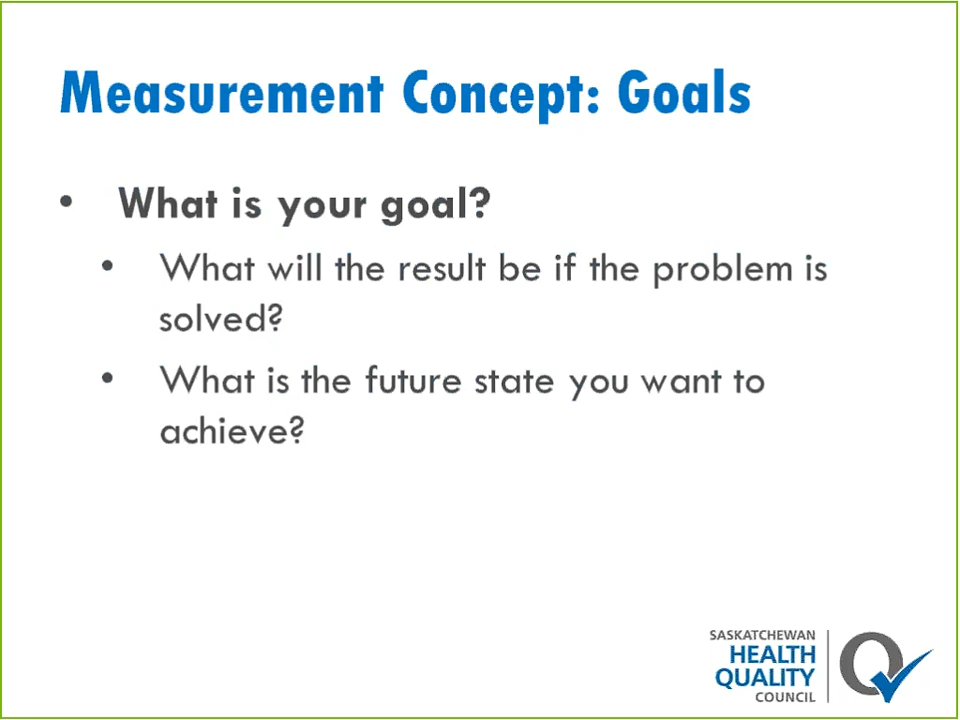 Measurement Concept: Goals
• What is your goal?
• What will the result be if the problem is
solved?
• What is the future state you want to
achieve?
SASKATCHEWAN
HEALTH
QUALITY
COUNCIL
Q